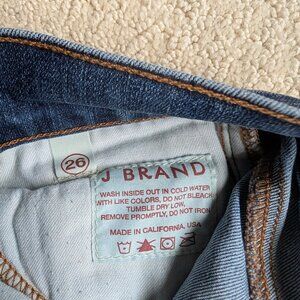 26
J BRAND
WASH INSIDE OUT IN COLD WATER
WITH LIKE COLORS, DO NOT BLEACH
TUMBLE DRY LOW,
REMOVE PROMPTLY, DO NOT IRON
MADE IN CALIFORNIA, USA